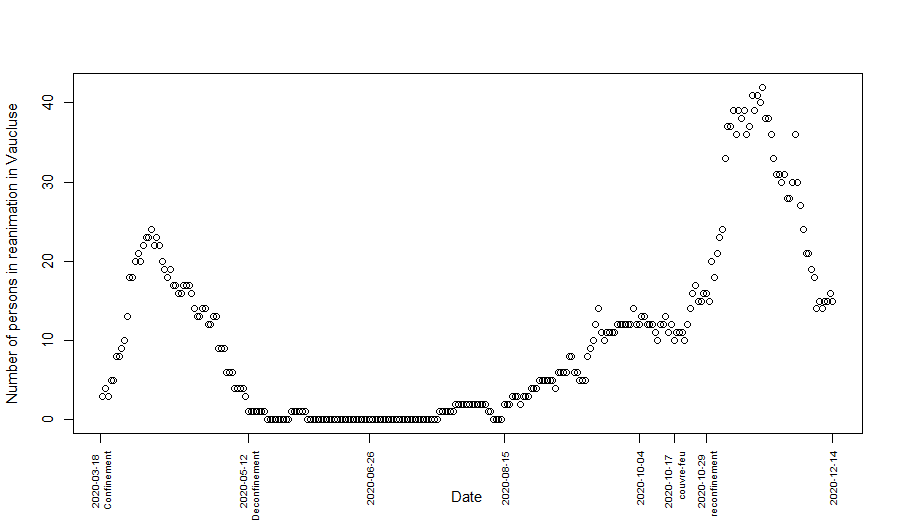 Number of persons in reanimation in Vaucluse
40
30
20
10
0
2020-03-18
Confinement
2020-05-12
Deconfinement
2020-06-26
2020-08-15
2020-10-04
2020-10-17
couvre-feu
2020-10-29
reconfinement
2020-12-14
Date